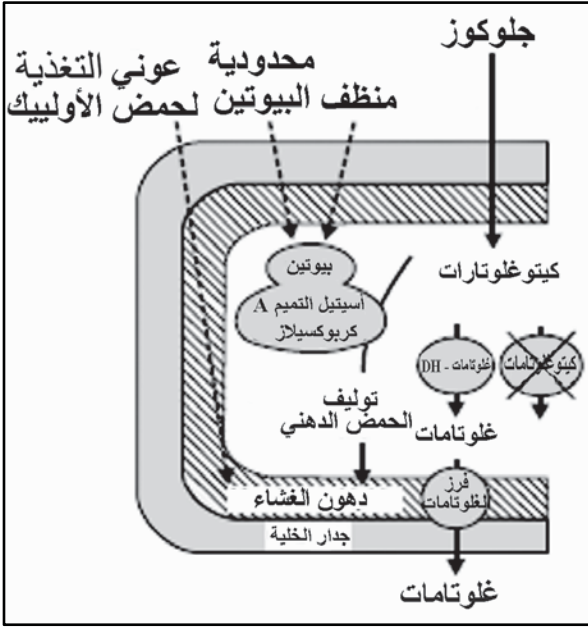 جلوكوز
محدودية
البيوتين
منظف
عوني التغذية
لحمض الأولييك
بيوتين
أسيتيل التميم A
كربوكسيلاز
كيتوغلوتارات
غلوتامات - DH
كيتوغلوتامات
توليف
الحمض الدهني
غلوتامات
فرز
الغلوتامات
دهون الغشاء
جدار الخلية
غلوتامات